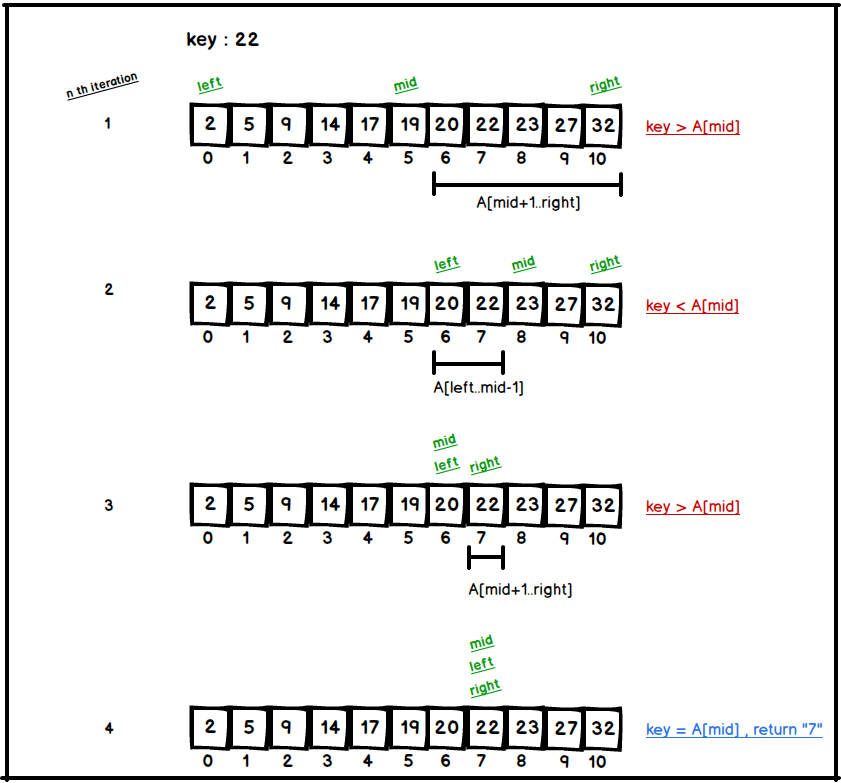 key : 22
n th iteration
left mid right
1 2 5 9 14 17 19 20 22 23 27 32 key > A[mid]
0 1 2 3 4 5 6 7 8 9 10
A[mid+1..right]
left mid right
2 2 5 9 14 17 19 20 22 23 27 32 key < A[mid]
0 1 2 3 4 5 6 7 8 9 10
A[left..mid-1]
mid
left right
3 2 5 9 14 17 19 20 22 23 27 32 key > A[mid]
0 1 2 3 4 5 6 7 8 9 10
A[mid+1..right]
mid
left
right
4 2 5 9 14 17 19 20 22 23 27 32 key = A[mid] , return "7"
0 1 2 3 4 5 6 7 8 9 10